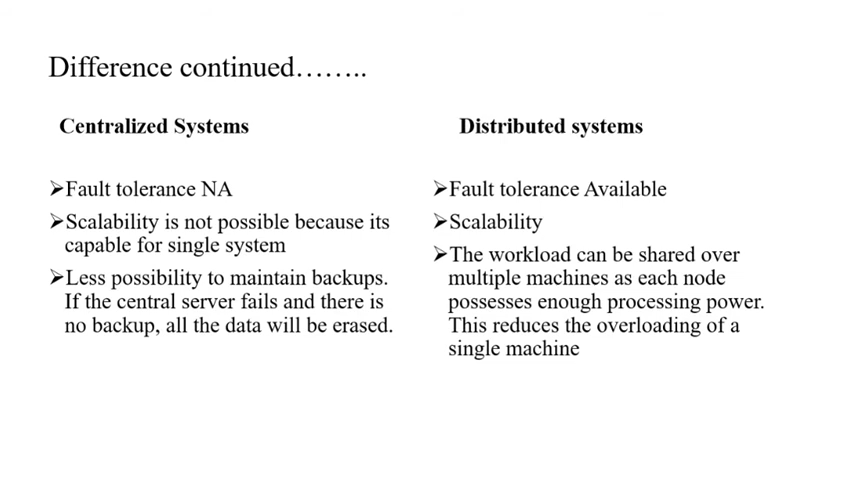 Difference continued……..
Centralized Systems
➢Fault tolerance NA
➢Scalability is not possible because its
capable for single system
➢Less possibility to maintain backups.
If the central server fails and there is
no backup, all the data will be erased.
Distributed systems
➢Fault tolerance Available
➢Scalability
➢The workload can be shared over
multiple machines as each node
possesses enough processing power.
This reduces the overloading of a
single machine